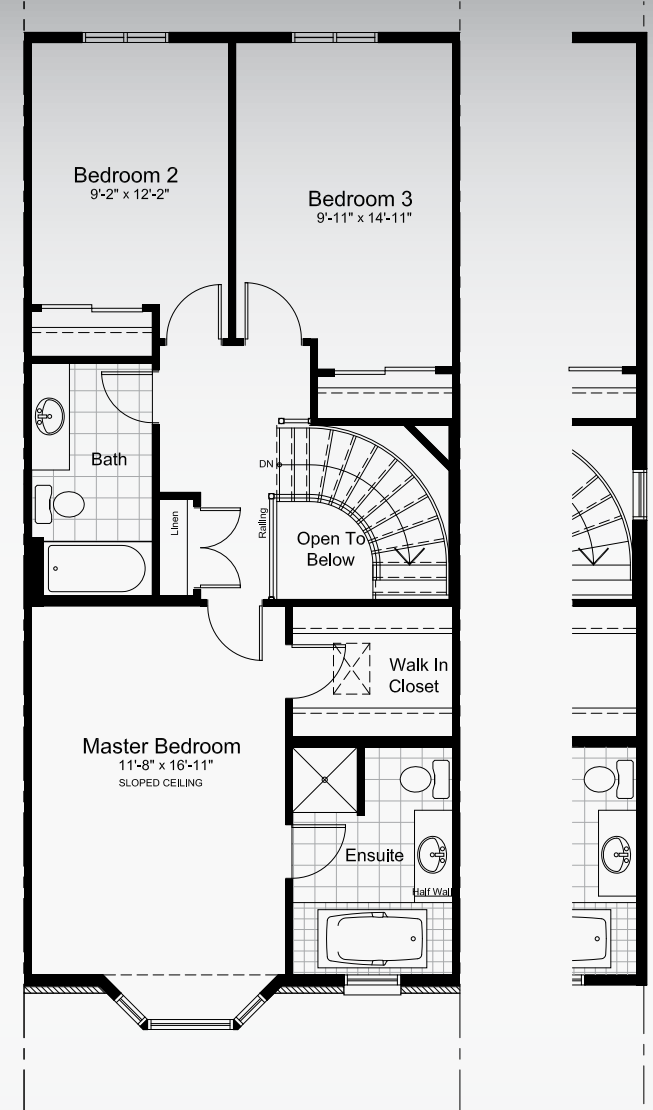 Bedroom 2
9'-2" x 12'-2"
Bedroom 3
9'-11" x 14'-11"
Bath
DN
Linen
Railing
Open To
Below
Walk In
Closet
Master Bedroom
11'-8" x 16'-11"
SLOPED CEILING
Ensuite
Half Wall